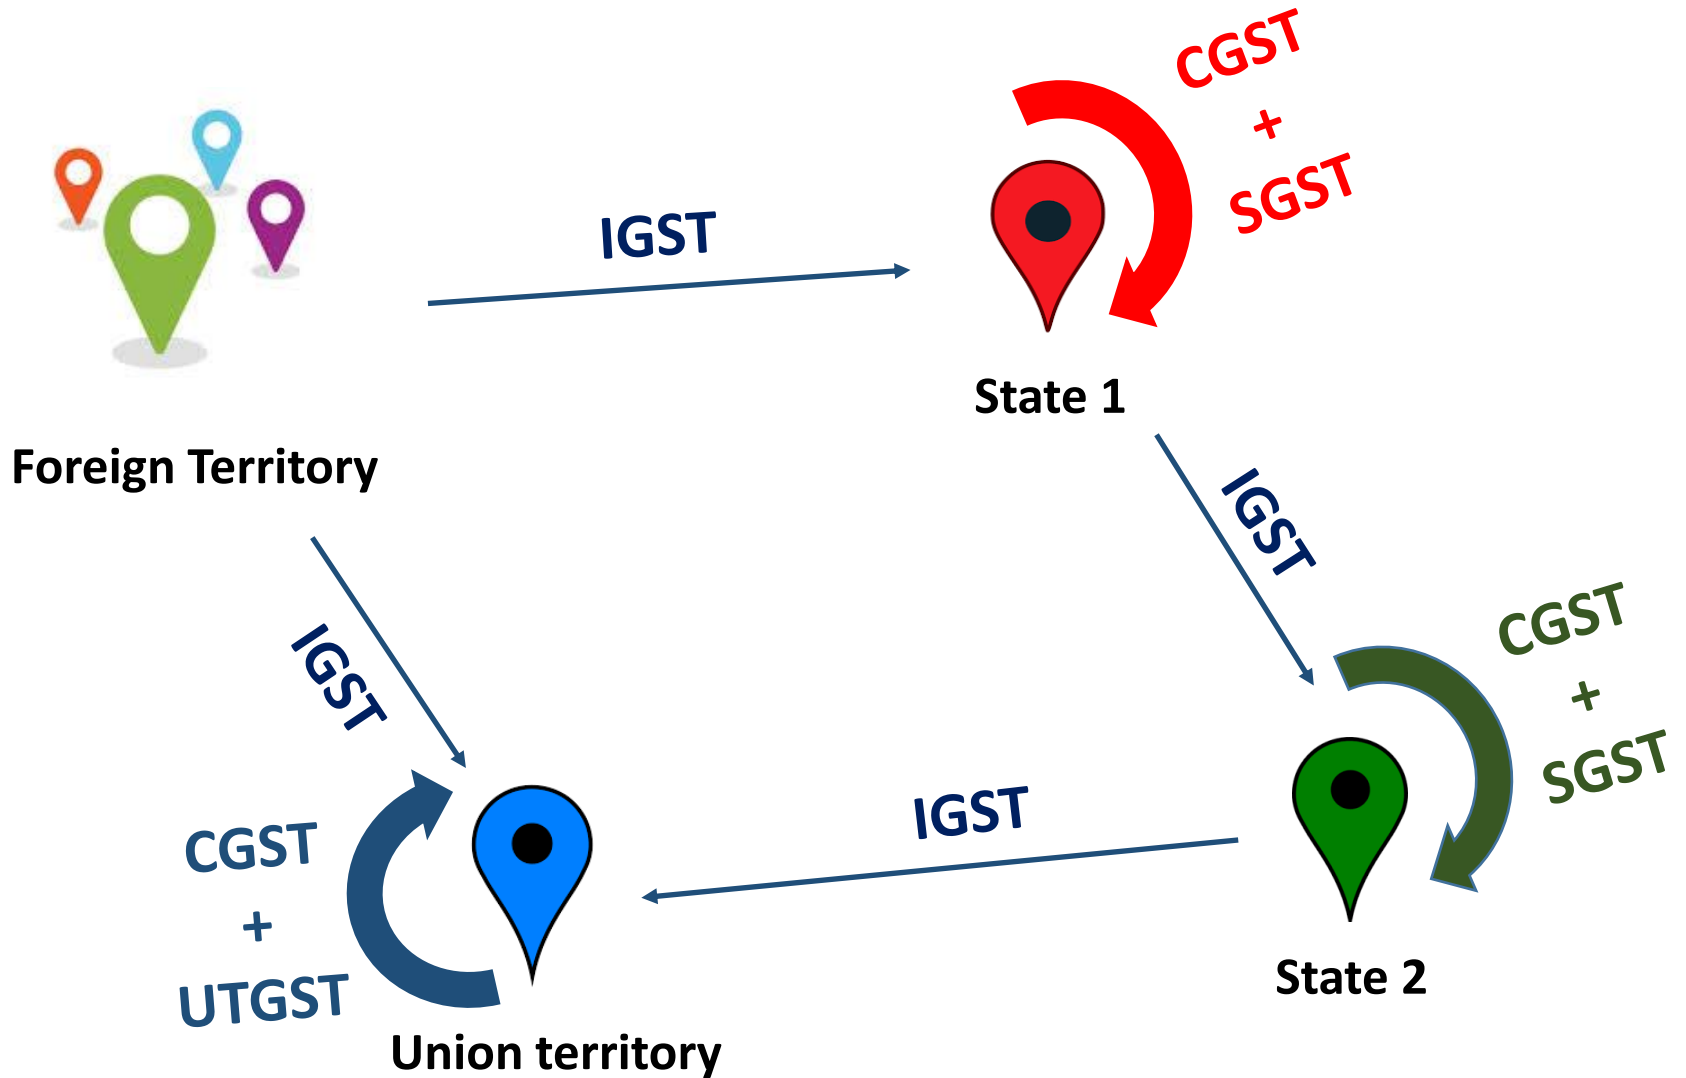 CGST
+
SGST
IGST
State 1
Foreign Territory
IGST
CGST
+
SGST
IGST
IGST
CGST
+
UTGST
State 2
Union territory